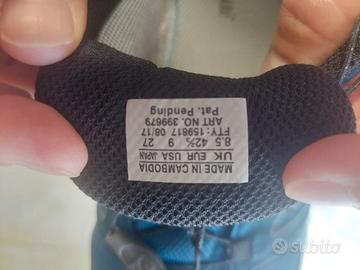 MADE IN CAMBODIA
UK EUR USA JAPAN
8.5 42⅔ 9 27
FTY: 159817 08/17
ART NO. 399679
Pat. Pending
subito